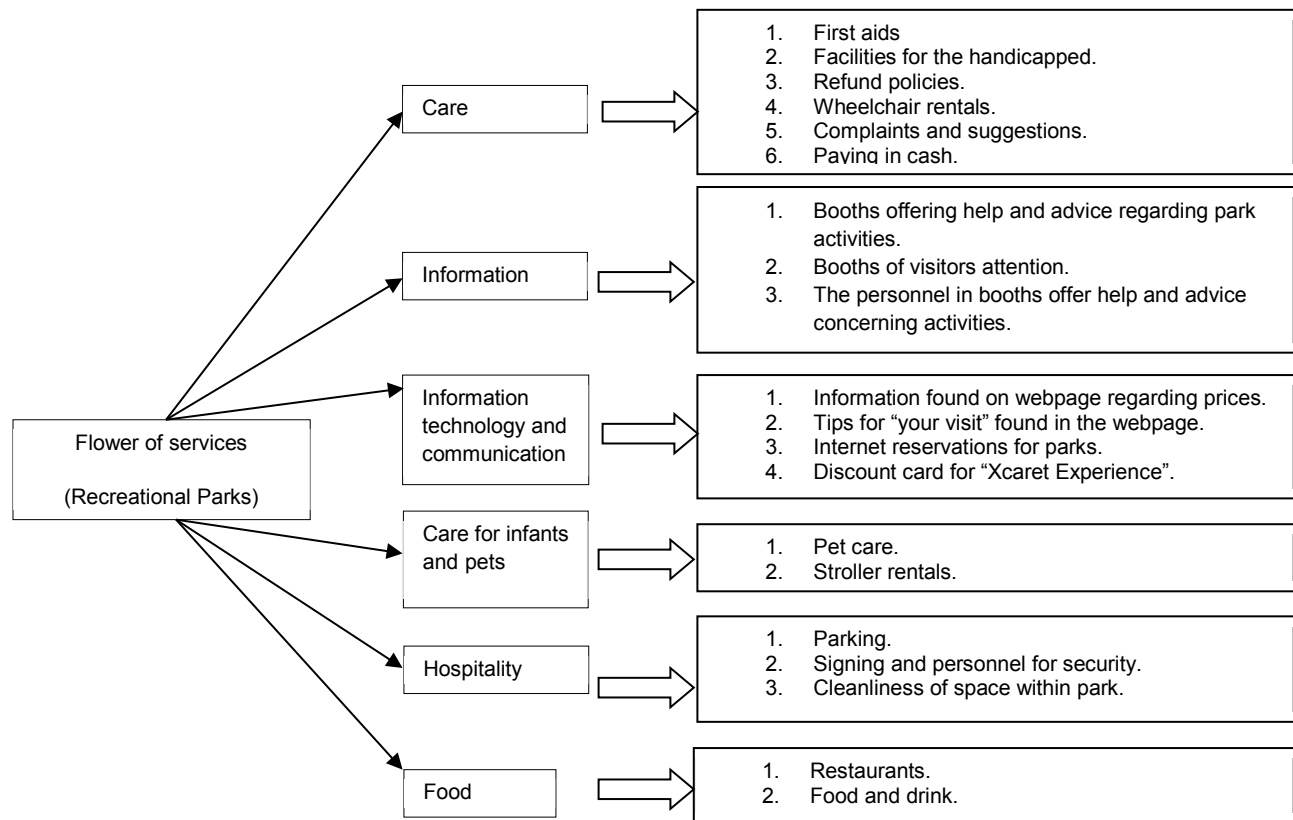 Flower of services
(Recreational Parks)
Care
1. First aids
2. Facilities for the handicapped.
3. Refund policies.
4. Wheelchair rentals.
5. Complaints and suggestions.
6. Paying in cash.
Information
1. Booths offering help and advice regarding park
activities.
2. Booths of visitors attention.
3. The personnel in booths offer help and advice
concerning activities.
Information
technology and
communication
1. Information found on webpage regarding prices.
2. Tips for “your visit” found in the webpage.
3. Internet reservations for parks.
4. Discount card for “Xcaret Experience”.
Care for infants
and pets
1. Pet care.
2. Stroller rentals.
Hospitality
1. Parking.
2. Signing and personnel for security.
3. Cleanliness of space within park.
Food
1. Restaurants.
2. Food and drink.